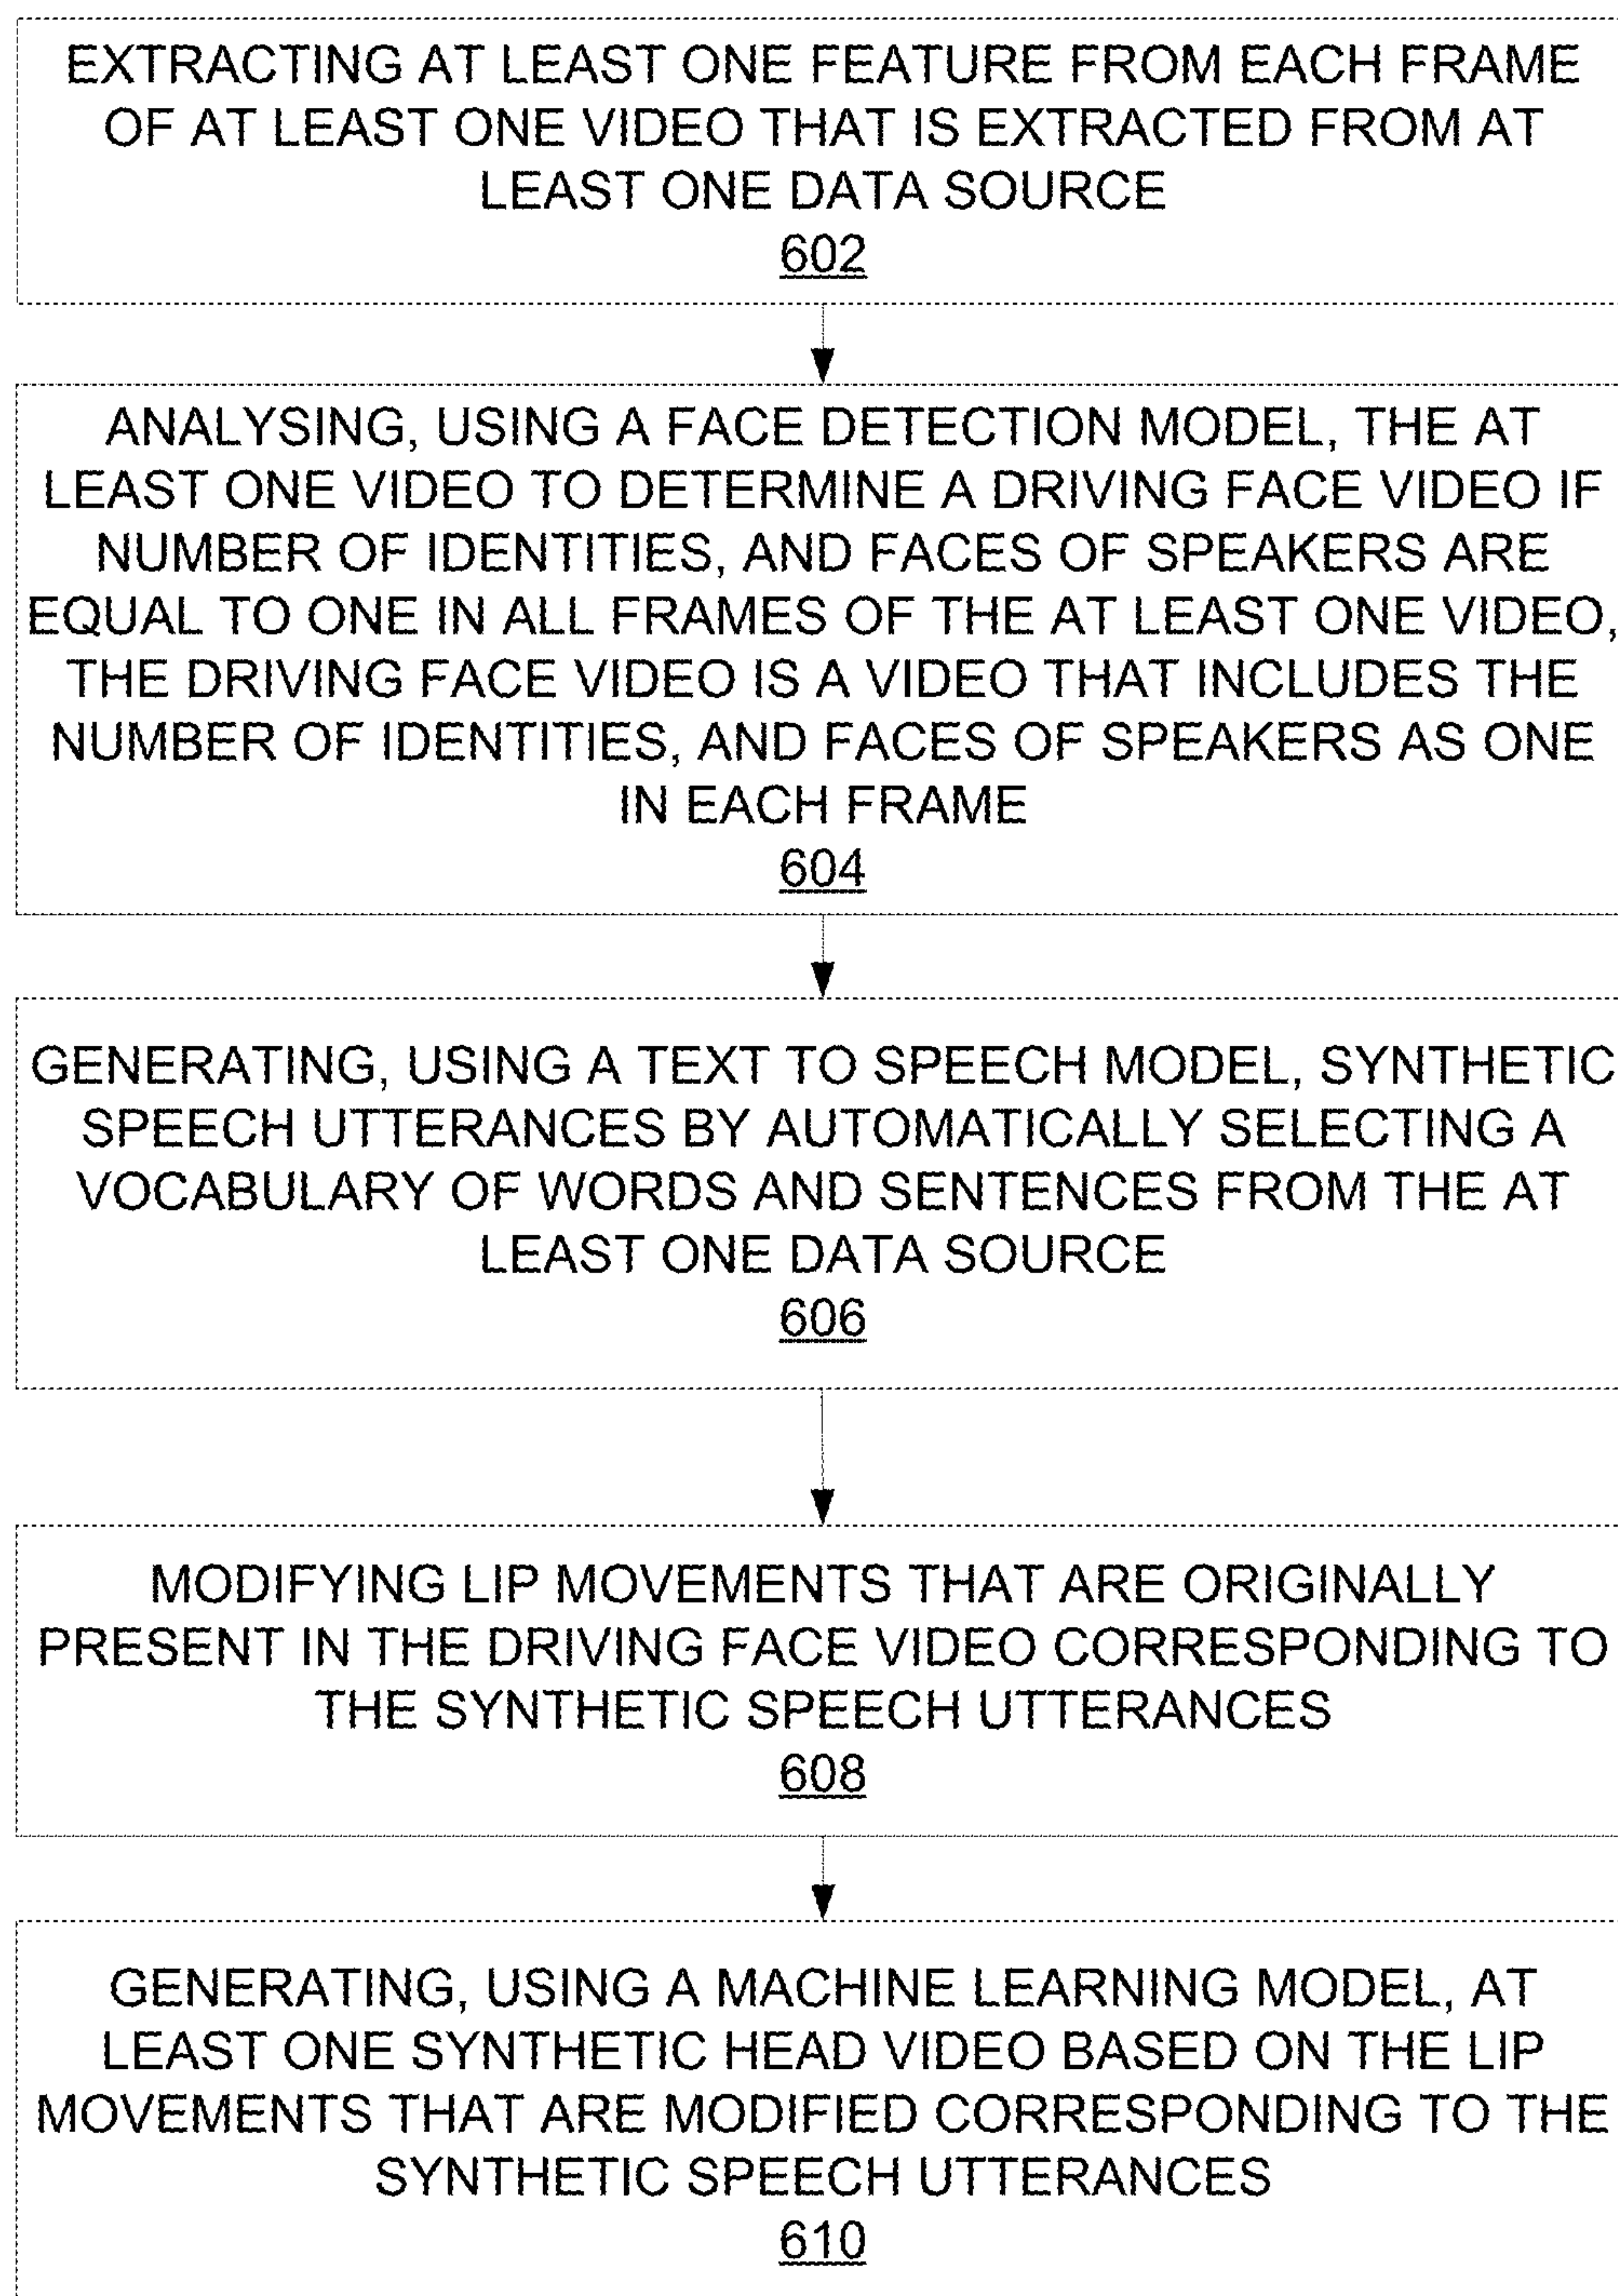 EXTRACTING AT LEAST ONE FEATURE FROM EACH FRAME
OF AT LEAST ONE VIDEO THAT IS EXTRACTED FROM AT
LEAST ONE DATA SOURCE
602
ANALYSING, USING A FACE DETECTION MODEL, THE AT
LEAST ONE VIDEO TO DETERMINE A DRIVING FACE VIDEO IF
NUMBER OF IDENTITIES, AND FACES OF SPEAKERS ARE
EQUAL TO ONE IN ALL FRAMES OF THE AT LEAST ONE VIDEO,
THE DRIVING FACE VIDEO IS A VIDEO THAT INCLUDES THE
NUMBER OF IDENTITIES, AND FACES OF SPEAKERS AS ONE
IN EACH FRAME
604
GENERATING, USING A TEXT TO SPEECH MODEL, SYNTHETIC
SPEECH UTTERANCES BY AUTOMATICALLY SELECTING A
VOCABULARY OF WORDS AND SENTENCES FROM THE AT
LEAST ONE DATA SOURCE
606
MODIFYING LIP MOVEMENTS THAT ARE ORIGINALLY
PRESENT IN THE DRIVING FACE VIDEO CORRESPONDING TO
THE SYNTHETIC SPEECH UTTERANCES
608
GENERATING, USING A MACHINE LEARNING MODEL, AT
LEAST ONE SYNTHETIC HEAD VIDEO BASED ON THE LIP
MOVEMENTS THAT ARE MODIFIED CORRESPONDING TO THE
SYNTHETIC SPEECH UTTERANCES
610